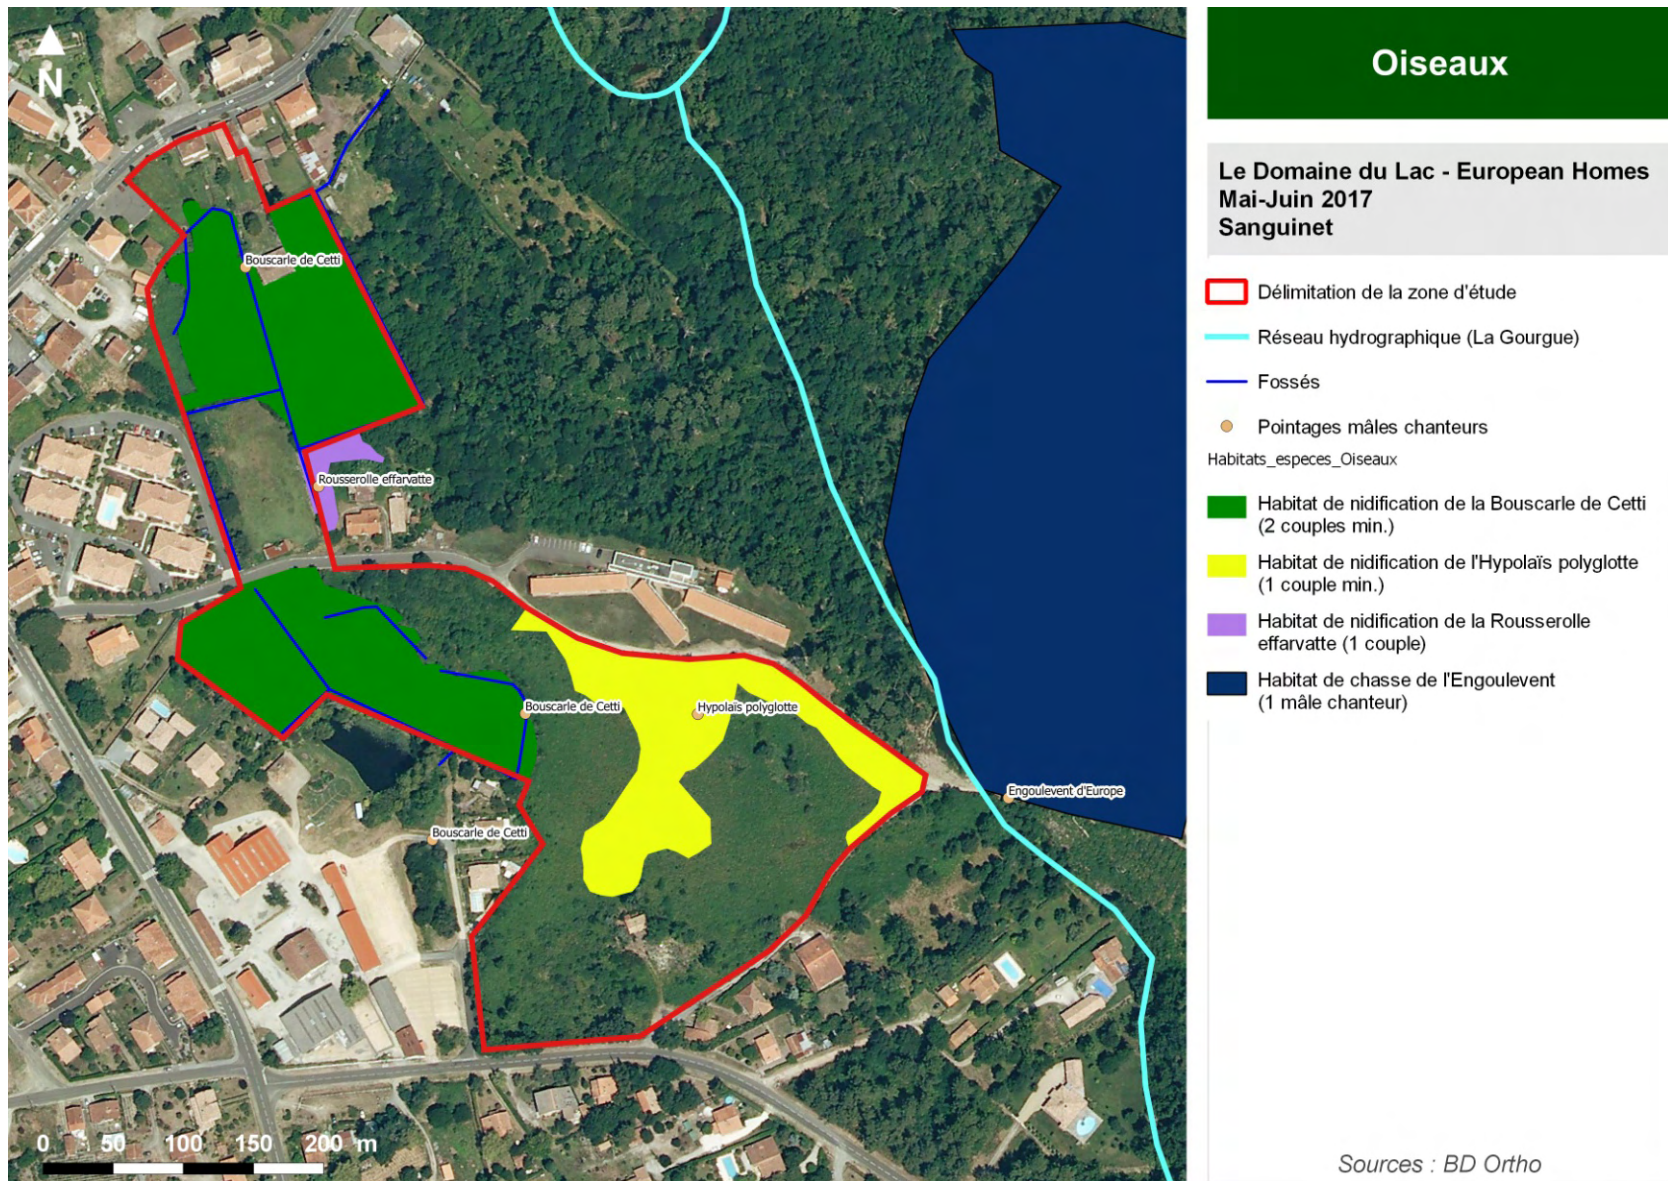 N
Oiseaux
Le Domaine du Lac - European Homes
Mai-Juin 2017
Sanguinet
Délimitation de la zone d'étude
Réseau hydrographique (La Gourgue)
Fossés
Pointages mâles chanteurs
Habitats_especes_Oiseaux
Habitat de nidification de la Bouscarle de Cetti
(2 couples min.)
Habitat de nidification de l'Hypolaïs polyglotte
(1 couple min.)
Habitat de nidification de la Rousserolle
effarvatte (1 couple)
Habitat de chasse de l'Engoulevent
(1 mâle chanteur)
Bouscarle de Cetti
Rousserolle effarvatte
Bouscarle de Cetti
Hypolaïs polyglotte
Engoulevent d'Europe
Bouscarle de Cetti
0 50 100 150 200 m
Sources : BD Ortho